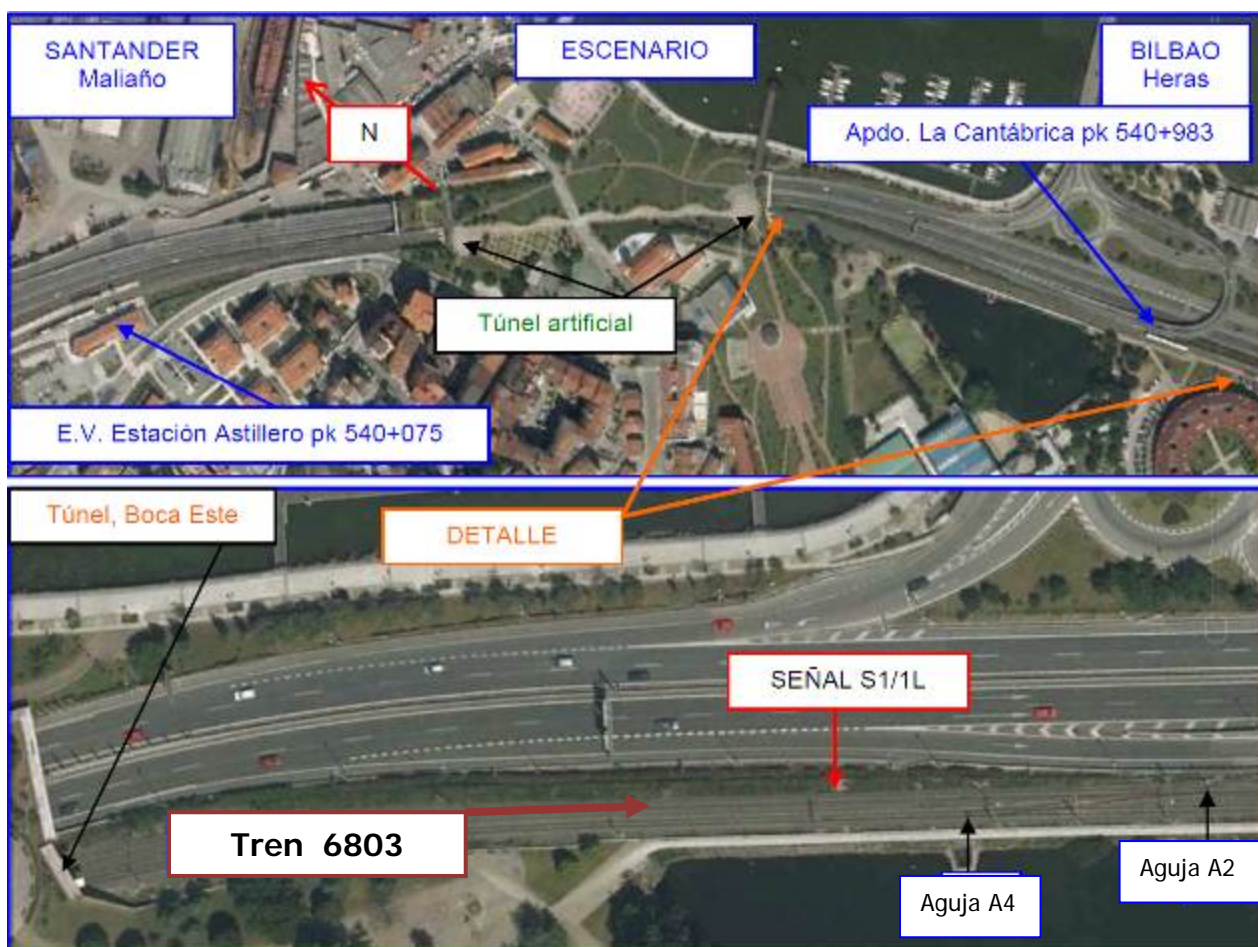 SANTANDER
Maliaño
ESCENARIO
BILBAO
Heras
N
Apdo. La Cantábrica pk 540+983
Túnel artificial
E.V. Estación Astillero pk 540+075
Túnel, Boca Este
DETALLE
SEÑAL S1/1L
Tren 6803
Aguja A4
Aguja A2